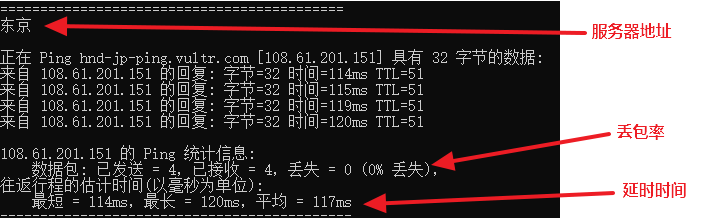 ===========================================
东京
服务器地址
正在 Ping hnd-jp-ping.vultr.com [108.61.201.151] 具有 32 字节的数据:
来自 108.61.201.151 的回复: 字节=32 时间=114ms TTL=51
来自 108.61.201.151 的回复: 字节=32 时间=115ms TTL=51
来自 108.61.201.151 的回复: 字节=32 时间=119ms TTL=51
来自 108.61.201.151 的回复: 字节=32 时间=120ms TTL=51
丢包率
108.61.201.151 的 Ping 统计信息:
数据包: 已发送 = 4，已接收 = 4，丢失 = 0 (0% 丢失)，
往返行程的估计时间(以毫秒为单位):
延时时间
最短 = 114ms，最长 = 120ms，平均 = 117ms
--------------------------------------------